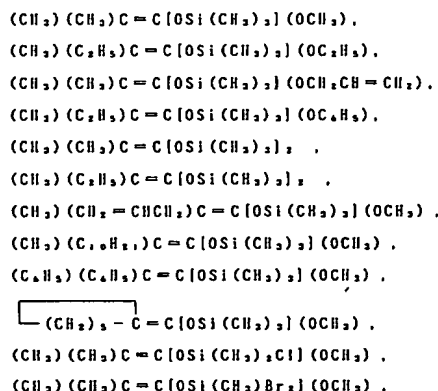 (CH₃)(CH₃)C=C[OSi(CH₃)₃](OCH₃),
(CH₃)(C₂H₅)C=C[OSi(CH₃)₃](OC₂H₅),
(CH₃)(CH₃)C=C[OSi(CH₃)₃](OCH₂CH=CH₂),
(CH₃)(C₂H₅)C=C[OSi(CH₃)₃](OC₆H₅),
(CH₃)(CH₃)C=C[OSi(CH₃)₃]₂ ,
(CH₃)(C₂H₅)C=C[OSi(CH₃)₃]₂ ,
(CH₃)(CH₂=CHCH₂)C=C[OSi(CH₃)₃](OCH₃) ,
(CH₃)(C₁₀H₂₁)C=C[OSi(CH₃)₃](OCH₃) ,
(C₆H₅)(C₆H₅)C=C[OSi(CH₃)₃](OCH₃) ,
(CH₂)₅-C=C[OSi(CH₃)₃](OCH₃) ,
(CH₃)(CH₃)C=C[OSi(CH₃)₂Cl](OCH₃) ,
(CH₃)(CH₃)C=C[OSi(CH₃)Br₂](OCH₃) ,